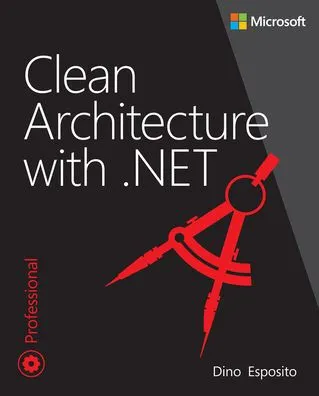 Microsoft
Clean
Architecture
with .NET
Professional
Dino Esposito